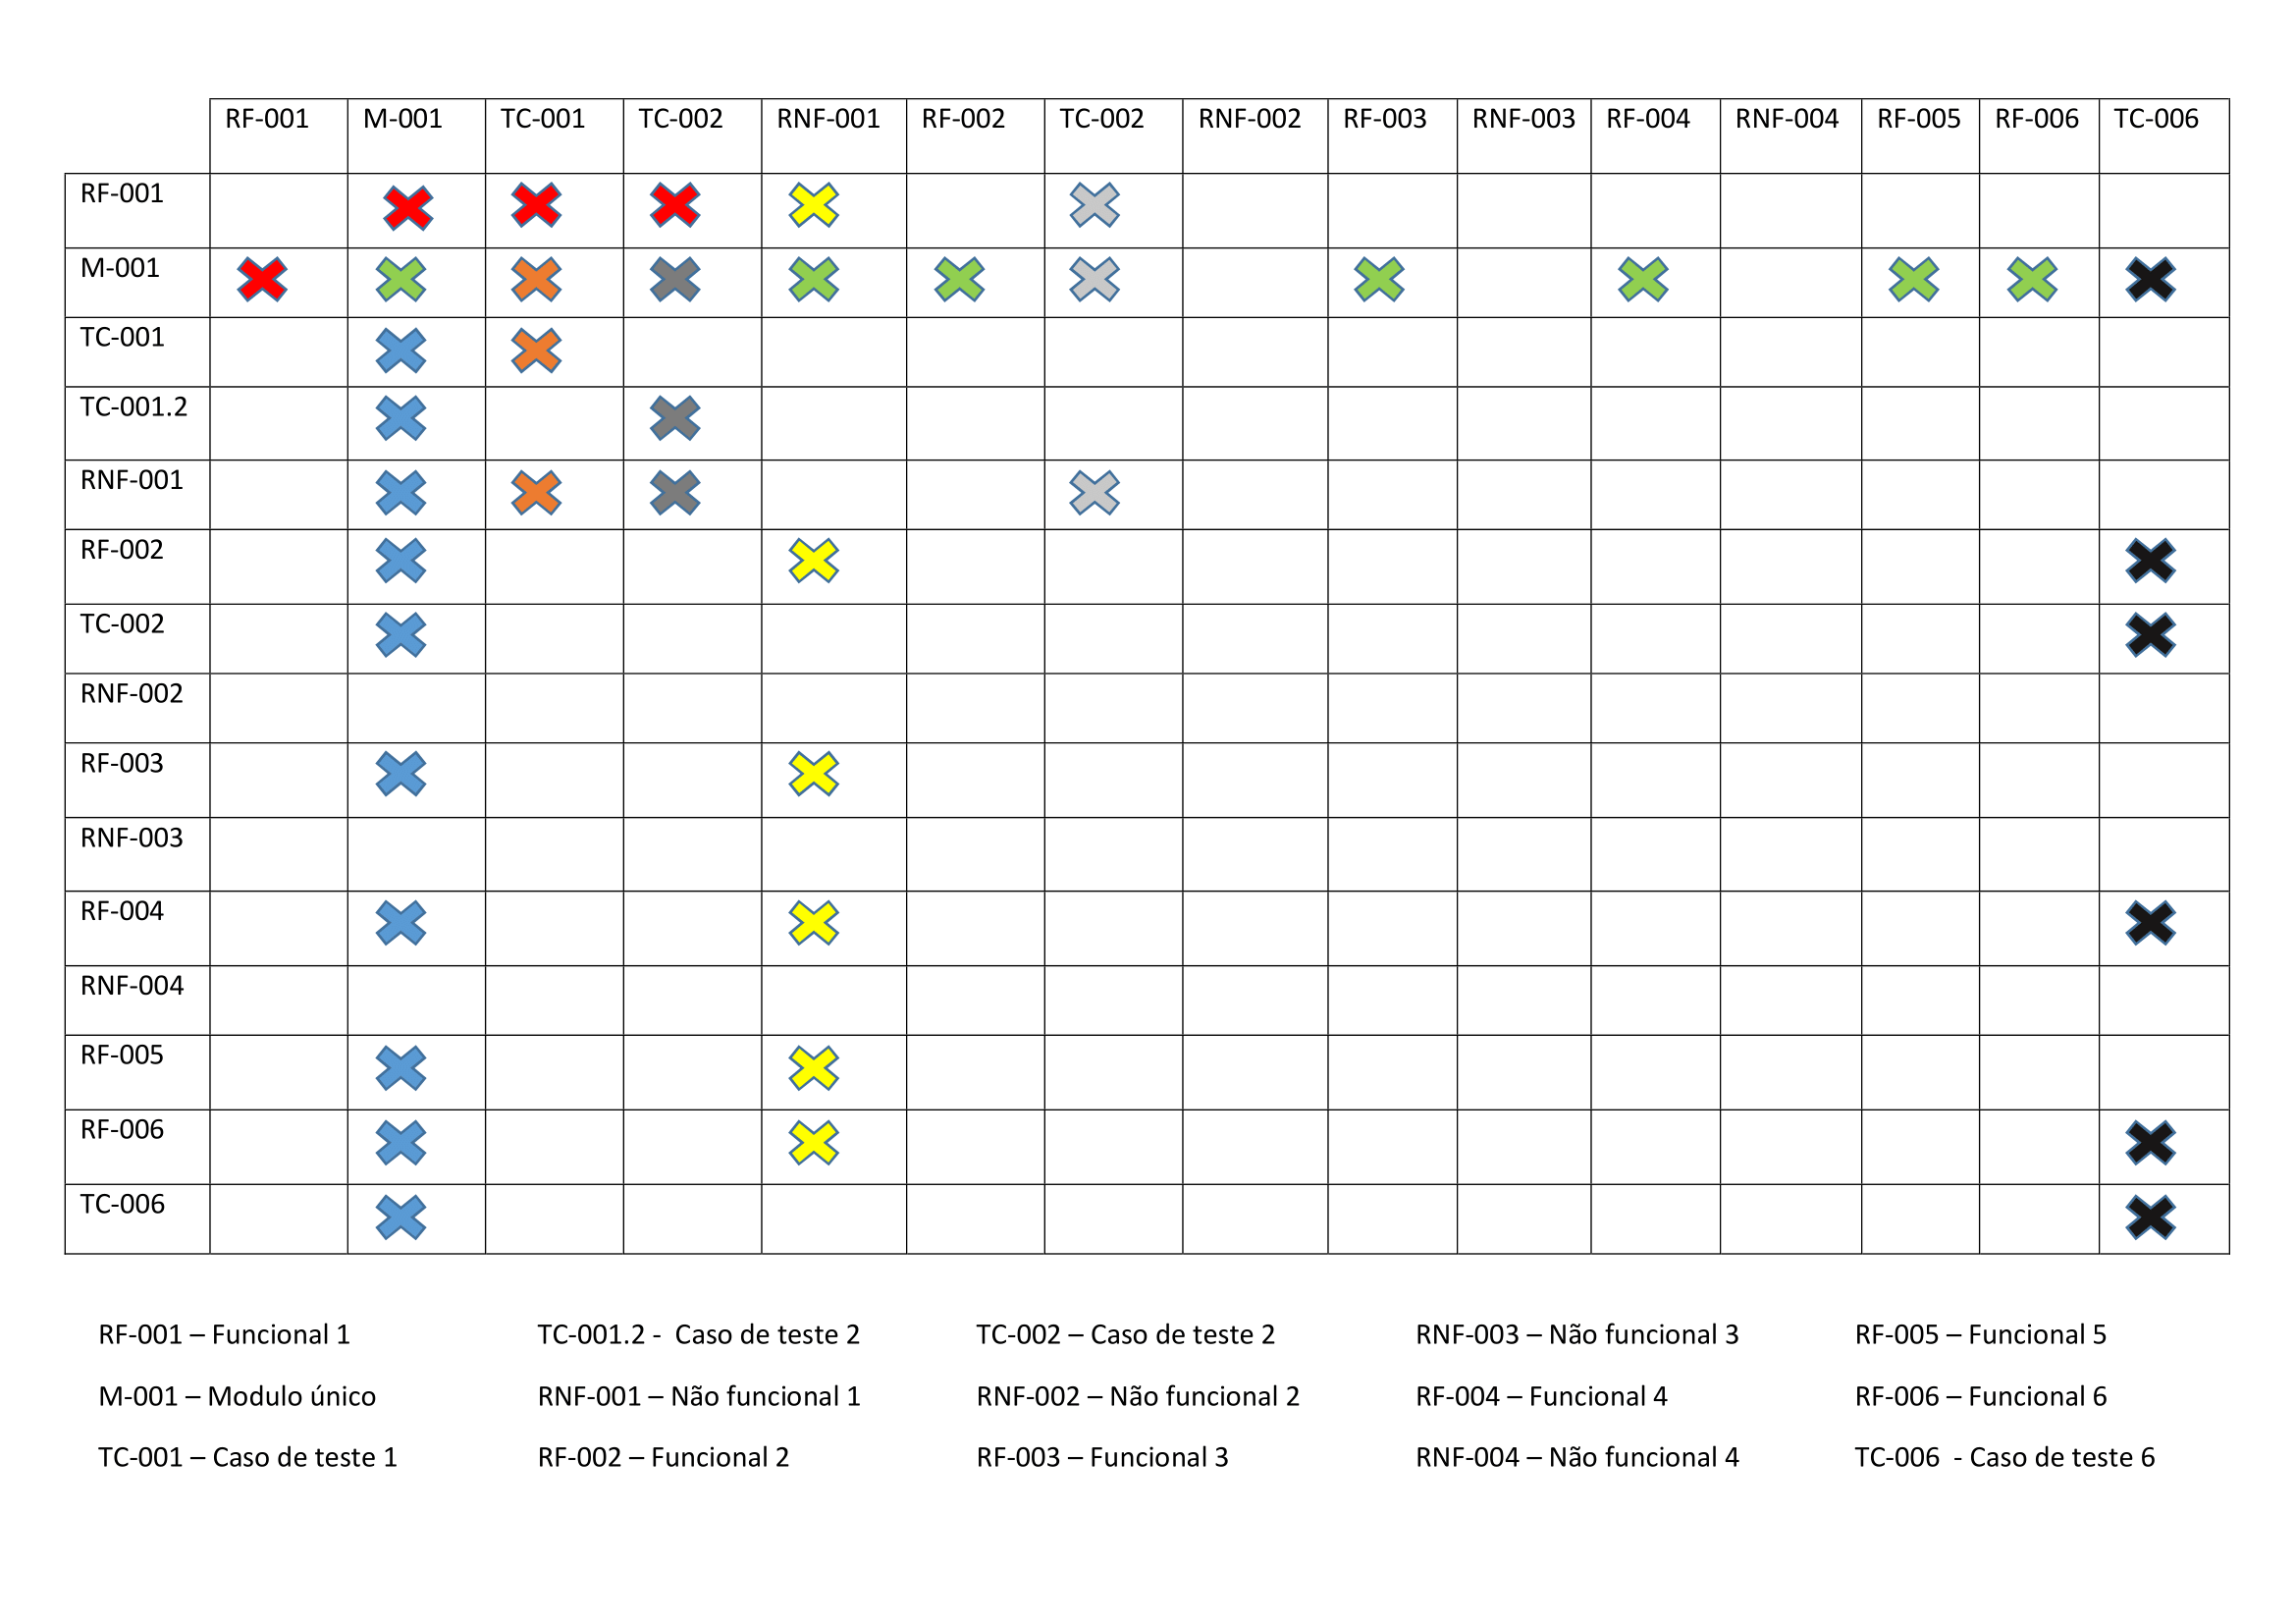 RF-001 M-001 TC-001 TC-002 RNF-001 RF-002 TC-002 RNF-002 RF-003 RNF-003 RF-004 RNF-004 RF-005 RF-006 TC-006
RF-001
M-001
TC-001
TC-001.2
RNF-001
RF-002
TC-002
RNF-002
RF-003
RNF-003
RF-004
RNF-004
RF-005
RF-006
TC-006
RF-001 – Funcional 1 TC-001.2 - Caso de teste 2 TC-002 – Caso de teste 2 RNF-003 – Não funcional 3 RF-005 – Funcional 5
M-001 – Modulo único RNF-001 – Não funcional 1 RNF-002 – Não funcional 2 RF-004 – Funcional 4 RF-006 – Funcional 6
TC-001 – Caso de teste 1 RF-002 – Funcional 2 RF-003 – Funcional 3 RNF-004 – Não funcional 4 TC-006 - Caso de teste 6